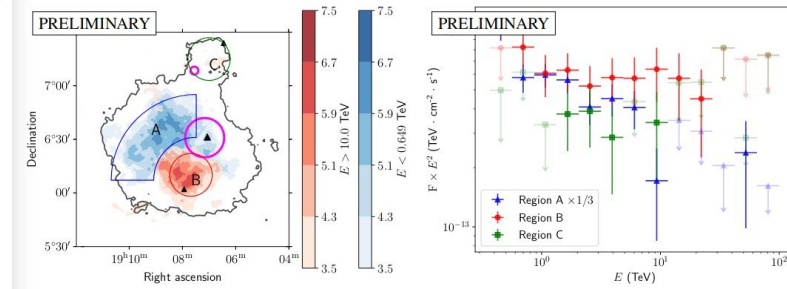 PRELIMINARY
C
A
B
7°00′
6°30′
00′
5°30′
19ʰ10ᵐ
08ᵐ
06ᵐ
04ᵐ
Declination
Right ascension
7.5
6.7
5.9
5.1
4.3
3.5
E > 10.0 TeV
7.5
6.7
5.9
5.1
4.3
3.5
E < 0.649 TeV
PRELIMINARY
F × E² (TeV · cm⁻² · s⁻¹)
10⁻¹³
Region A ×1/3
Region B
Region C
10⁰
10¹
10²
E (TeV)